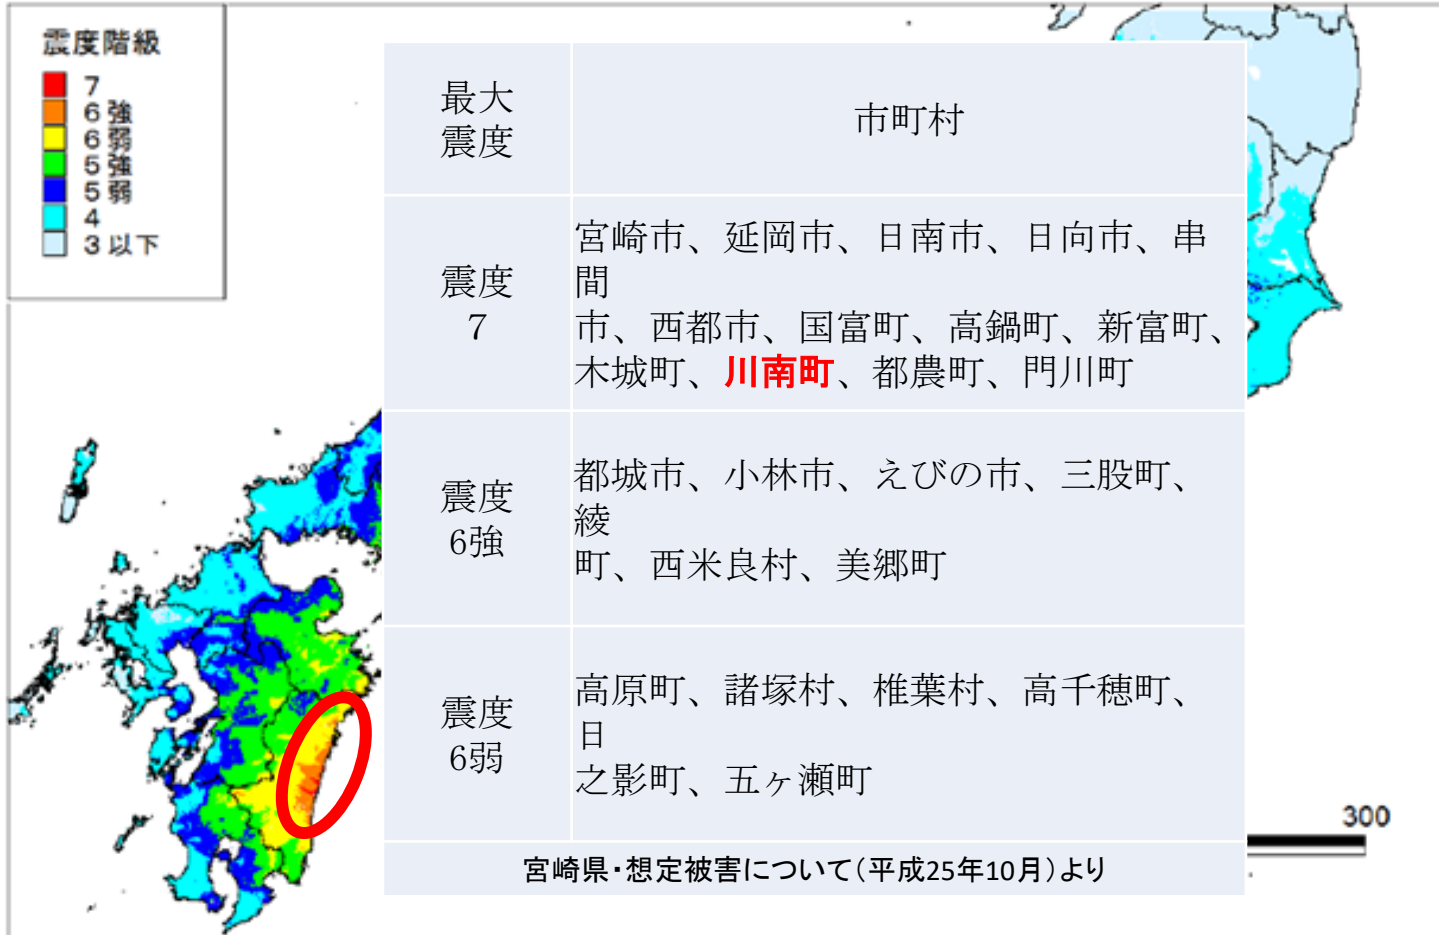 震度階級
7
6強
6弱
5強
5弱
4
3以下
最大
震度
市町村
震度
7
宮崎市、延岡市、日南市、日向市、串
間
市、西都市、国富町、高鍋町、新富町、
木城町、川南町、都農町、門川町
震度
6強
都城市、小林市、えびの市、三股町、
綾
町、西米良村、美郷町
震度
6弱
高原町、諸塚村、椎葉村、高千穂町、
日
之影町、五ヶ瀬町
宮崎県・想定被害について(平成25年10月)より
300